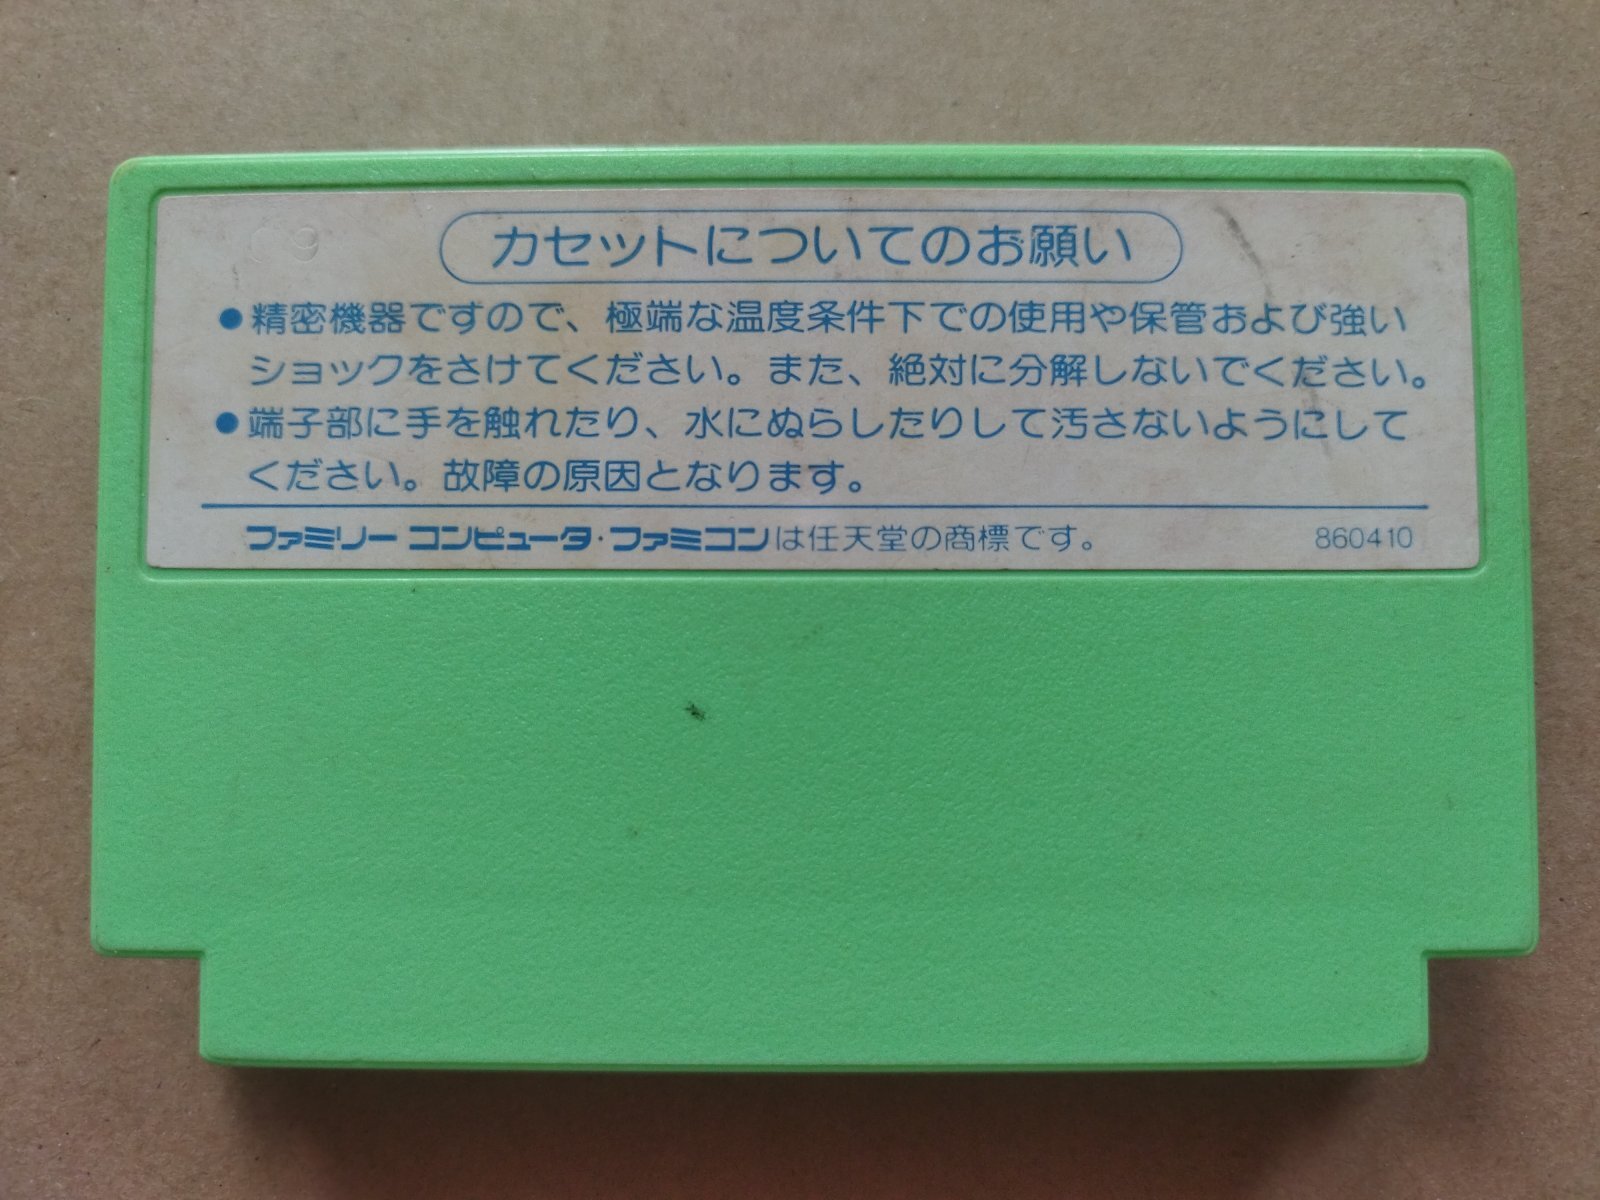 カセットについてのお願い
●精密機器ですので、極端な温度条件下での使用や保管および強い
ショックをさけてください。また、絶対に分解しないでください。
●端子部に手を触れたり、水にぬらしたりして汚さないようにして
ください。故障の原因となります。
ファミリーコンピュータ・ファミコンは任天堂の商標です。 860410